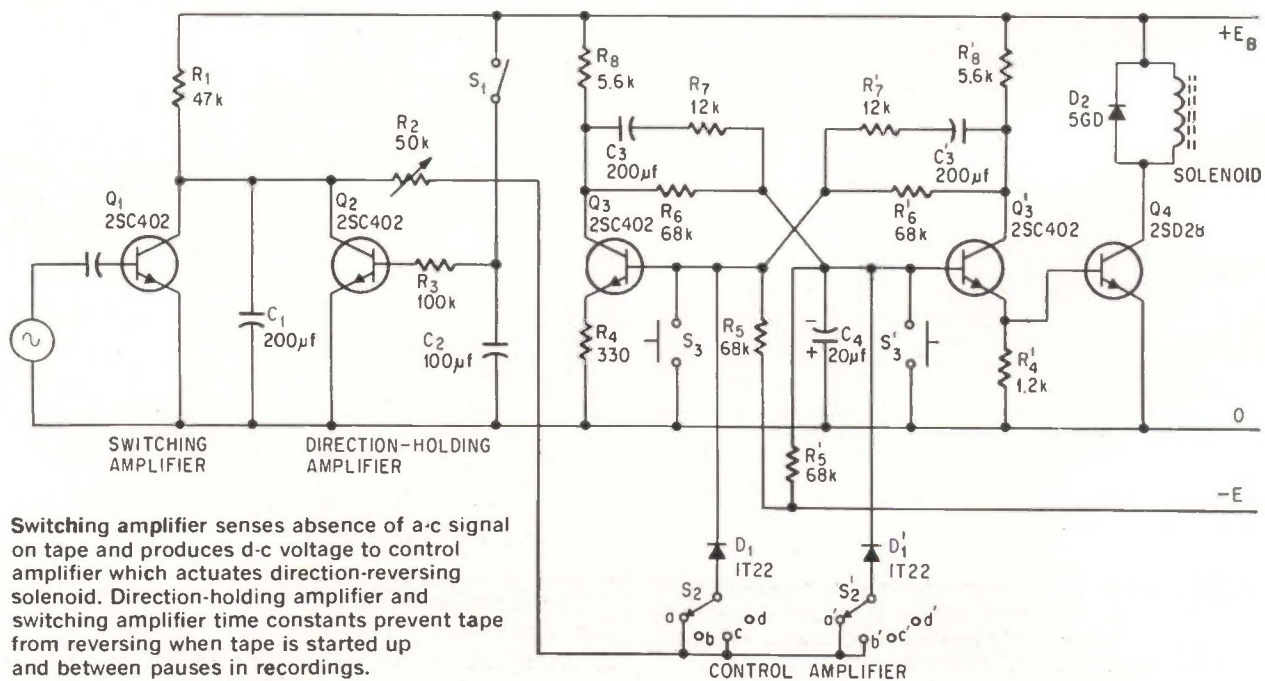 +E_B
R1
47k
S1
R2
50k
R8
5.6k
R7
12k
C3
200µf
R6
68k
R'7
12k
C'3
200µf
R'6
68k
R'8
5.6k
D2
5GD
SOLENOID
Q1
2SC402
Q2
2SC402
Q3
2SC402
Q'3
2SC402
Q4
2SD28
R3
100k
C1
200µf
C2
100µf
R4
330
S3
R5
68k
−
+
C4
20µf
S'3
R'4
1.2k
O
SWITCHING
AMPLIFIER
DIRECTION-HOLDING
AMPLIFIER
R'5
68k
−E
D1
1T22
D'1
1T22
S2
a
b
c
d
S'2
a'
b'
c'
d'
CONTROL AMPLIFIER
Switching amplifier senses absence of a-c signal
on tape and produces d-c voltage to control
amplifier which actuates direction-reversing
solenoid. Direction-holding amplifier and
switching amplifier time constants prevent tape
from reversing when tape is started up
and between pauses in recordings.